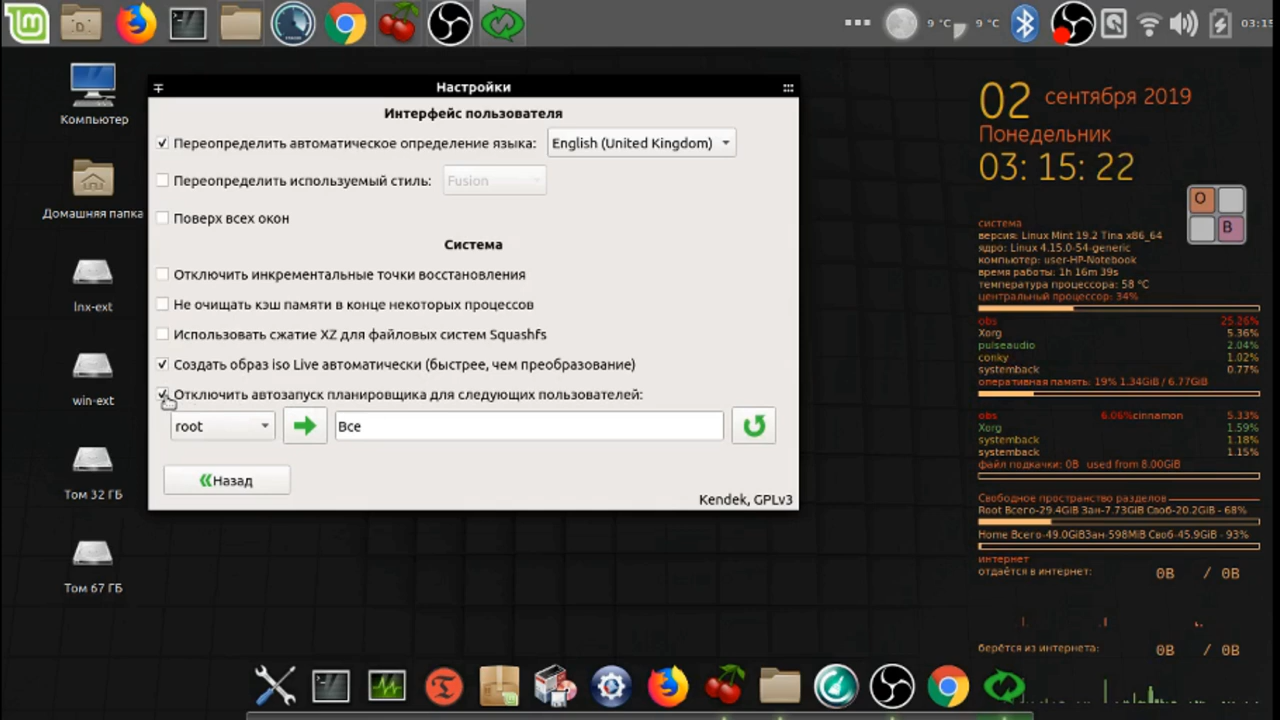 9 °C
9 °C
03:15
Компьютер
Домашняя папка
lnx-ext
win-ext
Том 32 ГБ
Том 67 ГБ
Настройки
Интерфейс пользователя
Переопределить автоматическое определение языка:
English (United Kingdom)
Переопределить используемый стиль:
Fusion
Поверх всех окон
Система
Отключить инкрементальные точки восстановления
Не очищать кэш памяти в конце некоторых процессов
Использовать сжатие XZ для файловых систем Squashfs
Создать образ iso Live автоматически (быстрее, чем преобразование)
Отключить автозапуск планировщика для следующих пользователей:
root
Все
Назад
Kendek, GPLv3
02 сентября 2019
Понедельник
03: 15: 22
O
B
система
версия: Linux Mint 19.2 Tina x86_64
ядро: Linux 4.15.0-54-generic
компьютер: user-HP-Notebook
время работы: 1h 16m 39s
температура процессора: 58 °C
центральный процессор: 34%
obs 25.26%
Xorg 5.36%
pulseaudio 2.04%
conky 1.02%
systemback 0.77%
оперативная память: 19% 1.34GiB / 6.77GiB
obs 6.06%cinnamon 5.33%
Xorg 1.59%
systemback 1.18%
systemback 1.15%
файл подкачки: 0B used from 8.00GiB
Свободное пространство разделов
Root Всего-29.4GiB Зан-7.73GiB Своб-20.2GiB - 68%
Home Всего-49.0GiBЗан-598MiB Своб-45.9GiB - 93%
интернет
отдаётся в интернет: 0B / 0B
берётся из интернета: 0B / 0B